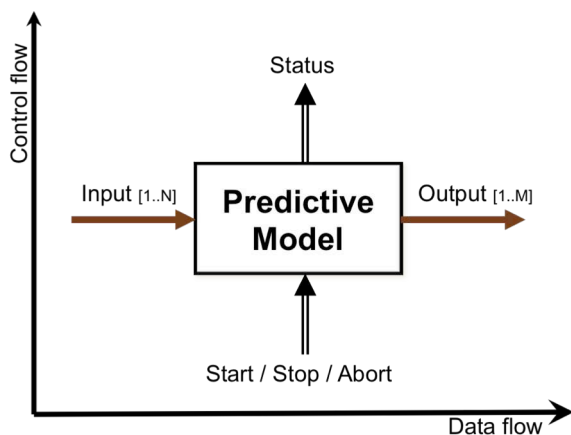 Control flow
Status
Input [1..N]
Predictive
Model
Output [1..M]
Start / Stop / Abort
Data flow